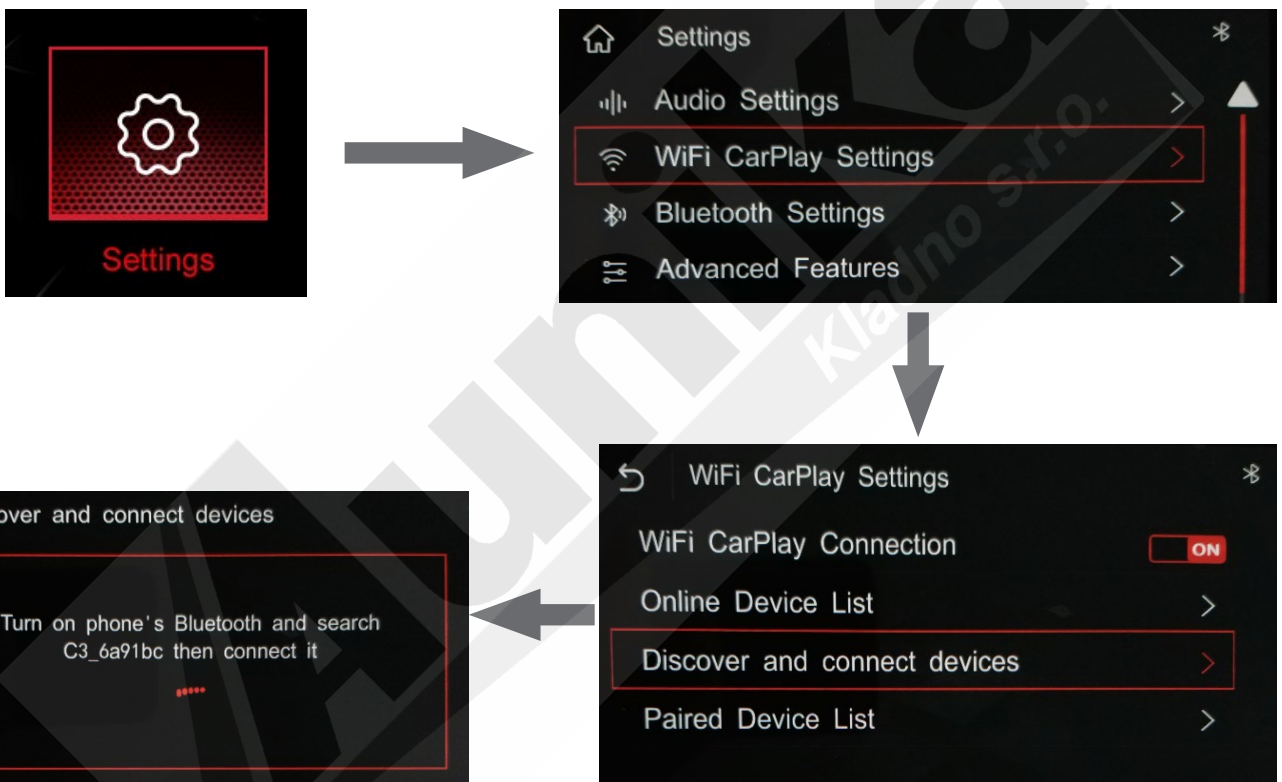 Settings
Settings
Audio Settings
WiFi CarPlay Settings
Bluetooth Settings
Advanced Features
WiFi CarPlay Settings
WiFi CarPlay Connection
ON
Online Device List
Discover and connect devices
Paired Device List
over and connect devices
Turn on phone's Bluetooth and search
C3_6a91bc then connect it
Aunika
Kladno s.r.o.